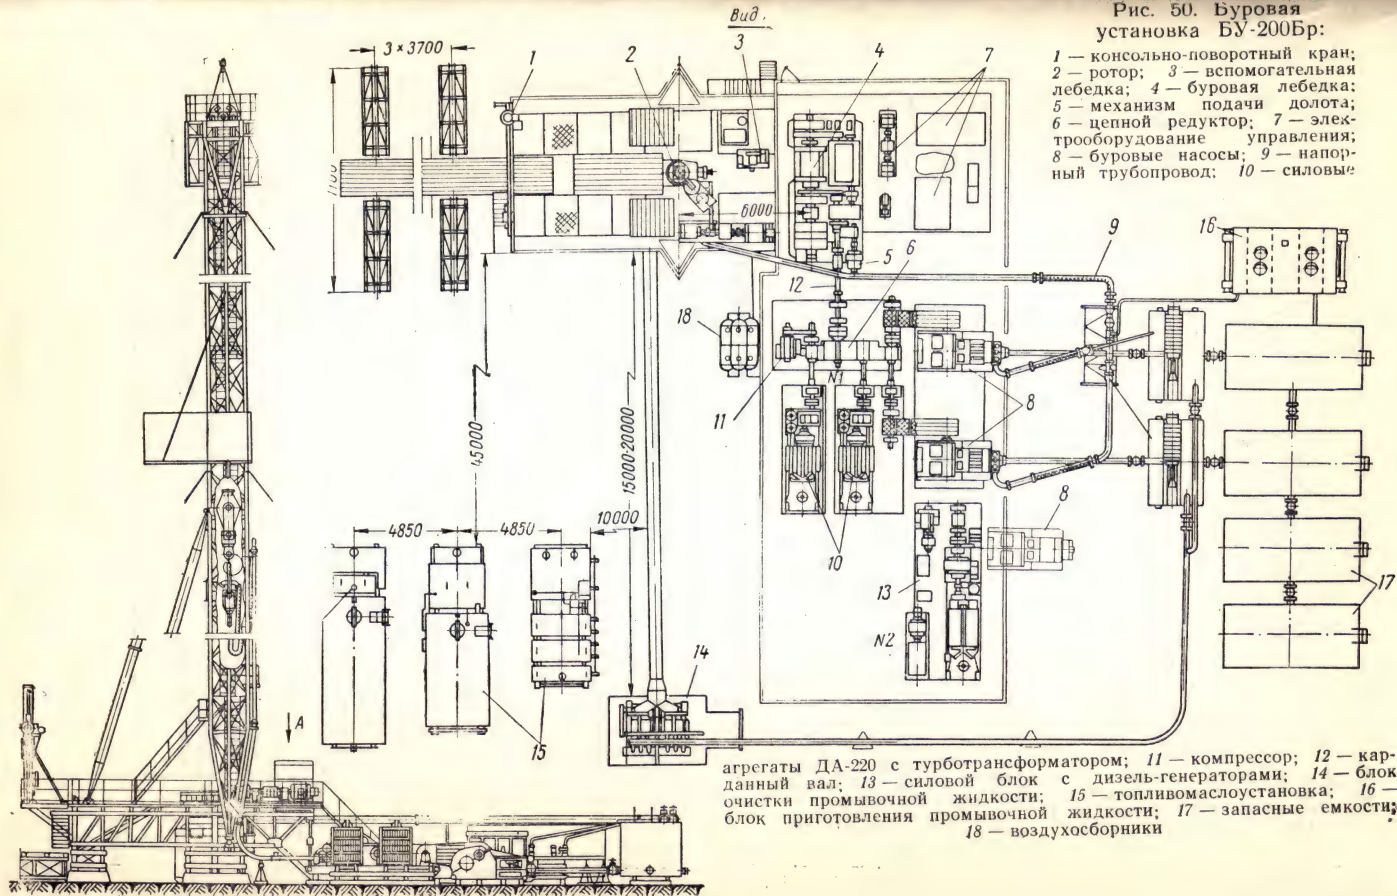 Рис. 50. Буровая
установка БУ-200Бр:
1 — консольно-поворотный кран;
2 — ротор; 3 — вспомогательная
лебедка; 4 — буровая лебедка;
5 — механизм подачи долота;
6 — цепной редуктор; 7 — элек-
трооборудование управления;
8 — буровые насосы; 9 — напор-
ный трубопровод; 10 — силовые
Вид
3 × 3700
1
2
3
4
7
6000
5
6
12
9
16
18
11
N1
8
45000
15000-20000
10000
4850
4850
10
8
13
N2
17
14
15
A
агрегаты ДА-220 с турботрансформатором; 11 — компрессор; 12 — кар-
данный вал; 13 — силовой блок с дизель-генераторами; 14 — блок
очистки промывочной жидкости; 15 — топливомаслоустановка; 16 —
блок приготовления промывочной жидкости; 17 — запасные емкости;
18 — воздухосборники